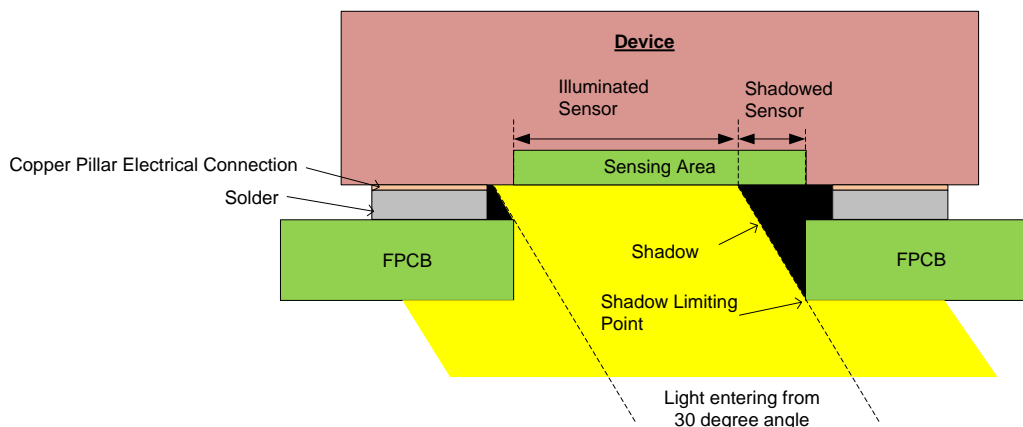 Device
Illuminated
Sensor
Shadowed
Sensor
Copper Pillar Electrical Connection
Sensing Area
Solder
FPCB
Shadow
FPCB
Shadow Limiting
Point
Light entering from
30 degree angle